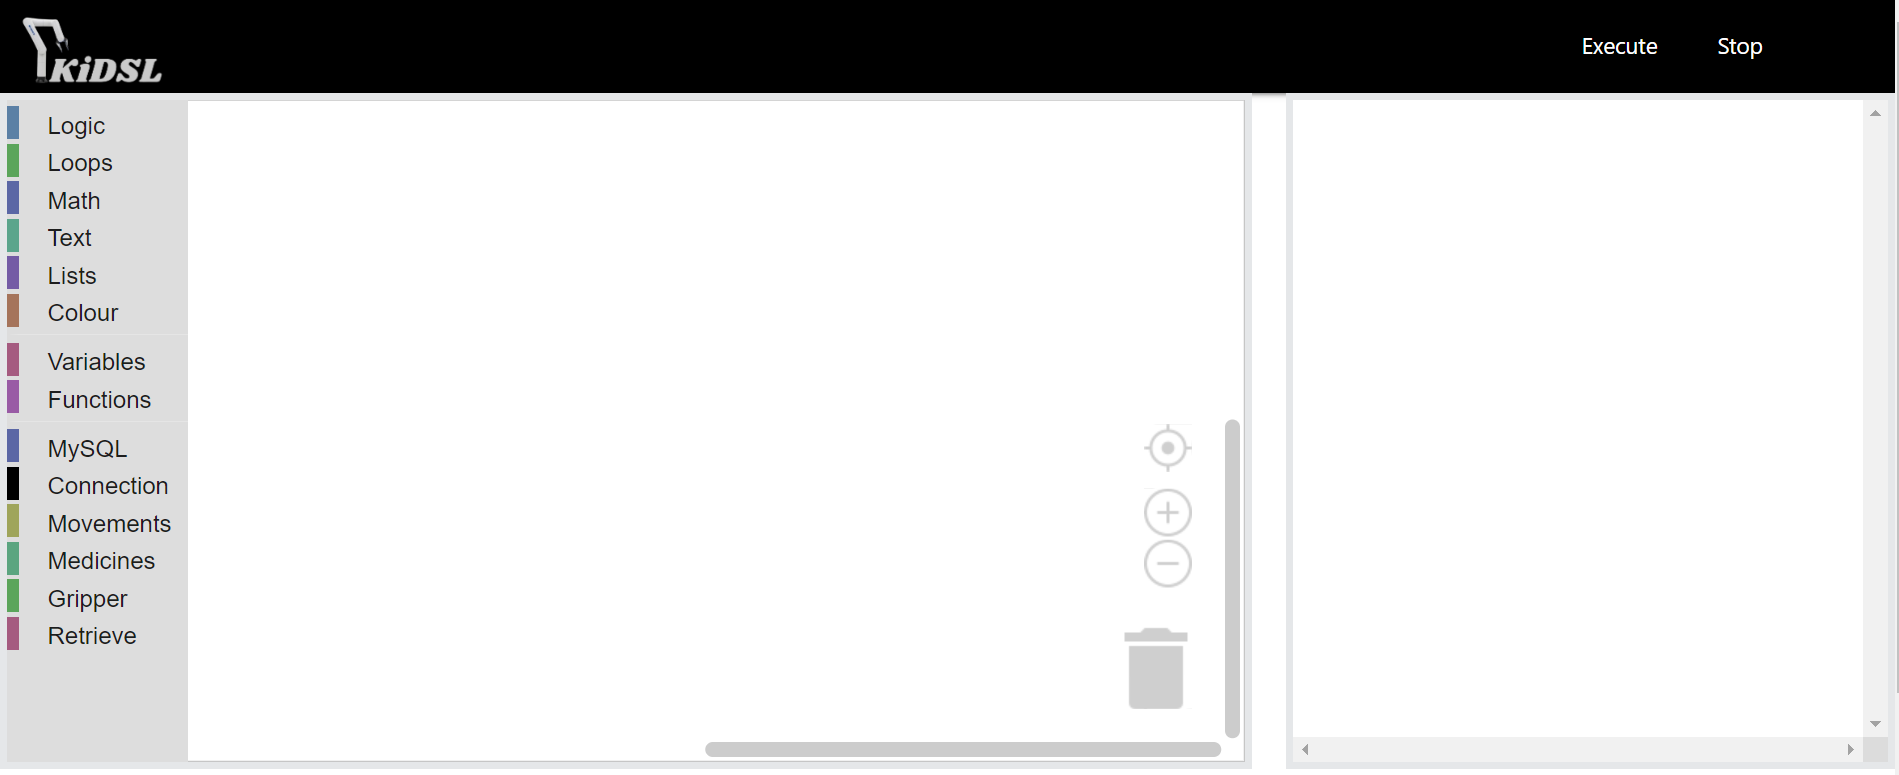 KiDSL
Execute
Stop
Logic
Loops
Math
Text
Lists
Colour
Variables
Functions
MySQL
Connection
Movements
Medicines
Gripper
Retrieve